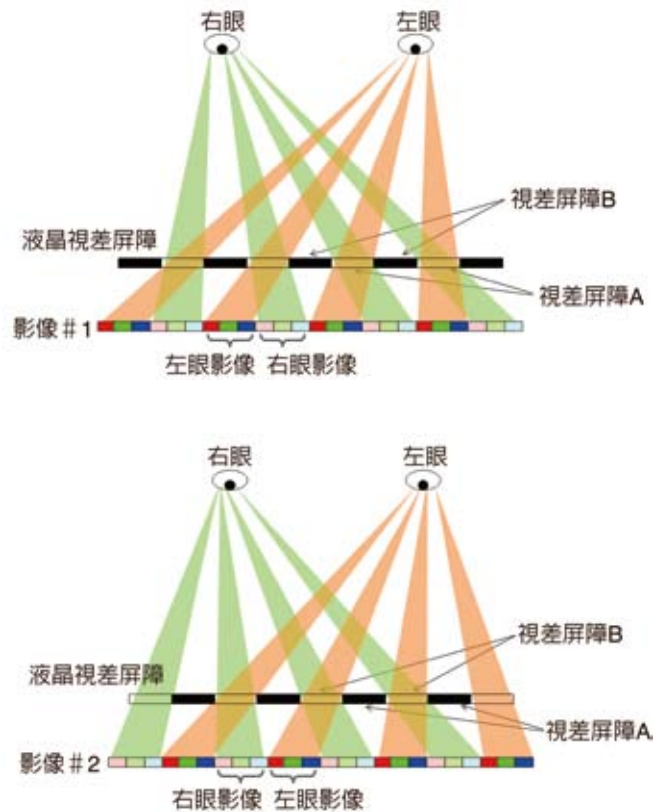 右眼 左眼
視差屏障B
液晶視差屏障
視差屏障A
影像＃1
左眼影像 右眼影像
右眼 左眼
視差屏障B
液晶視差屏障
視差屏障A
影像＃2
右眼影像 左眼影像